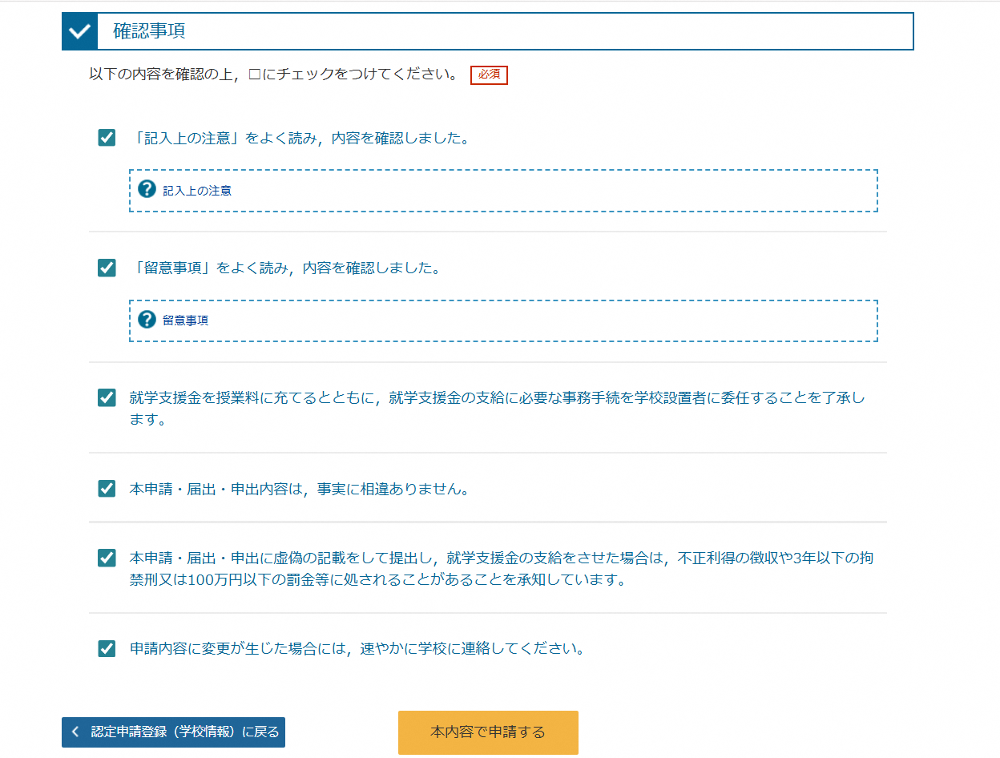 確認事項
以下の内容を確認の上，□にチェックをつけてください。 必須
「記入上の注意」をよく読み，内容を確認しました。
記入上の注意
「留意事項」をよく読み，内容を確認しました。
留意事項
就学支援金を授業料に充てるとともに，就学支援金の支給に必要な事務手続を学校設置者に委任することを了承し
ます。
本申請・届出・申出内容は，事実に相違ありません。
本申請・届出・申出に虚偽の記載をして提出し，就学支援金の支給をさせた場合は，不正利得の徴収や3年以下の拘
禁刑又は100万円以下の罰金等に処されることがあることを承知しています。
申請内容に変更が生じた場合には，速やかに学校に連絡してください。
認定申請登録（学校情報）に戻る
本内容で申請する